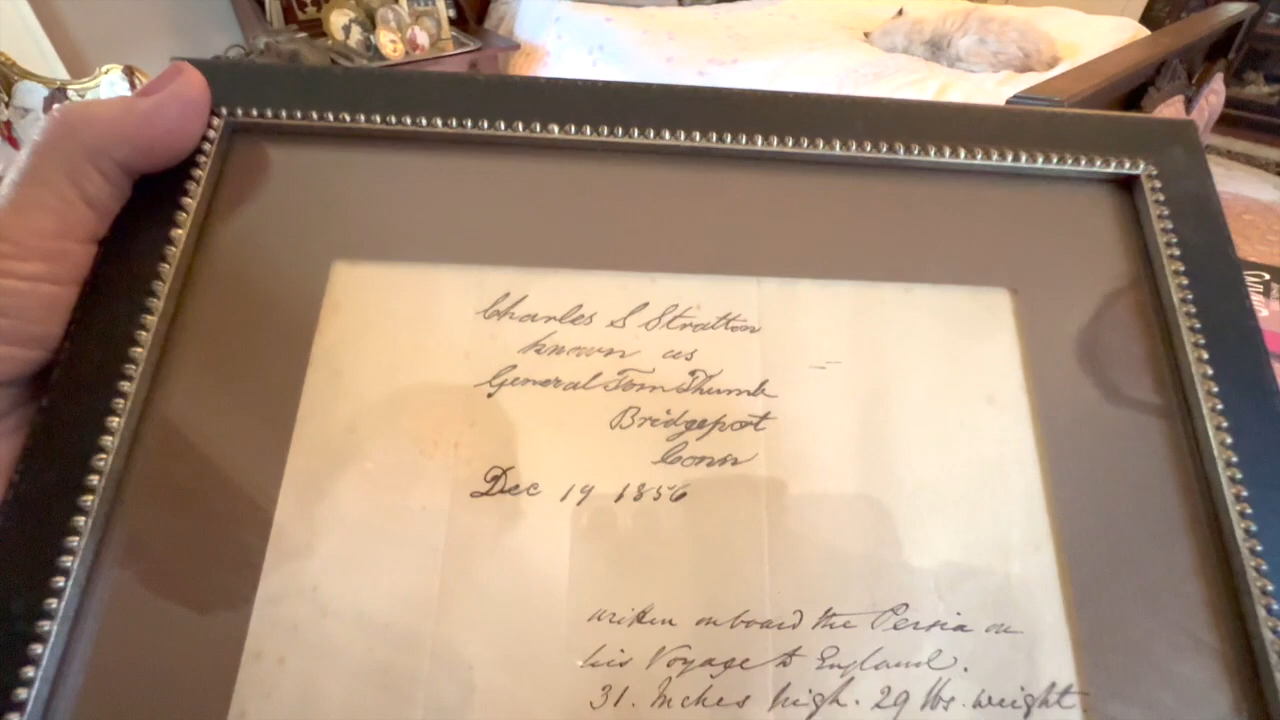 Charles S Stratton
known as
General Tom Thumb
Bridgeport
Conn
Dec 19 1856
written onboard the Persia on
his Voyage to England.
31. Inches high. 29 lbs. weight